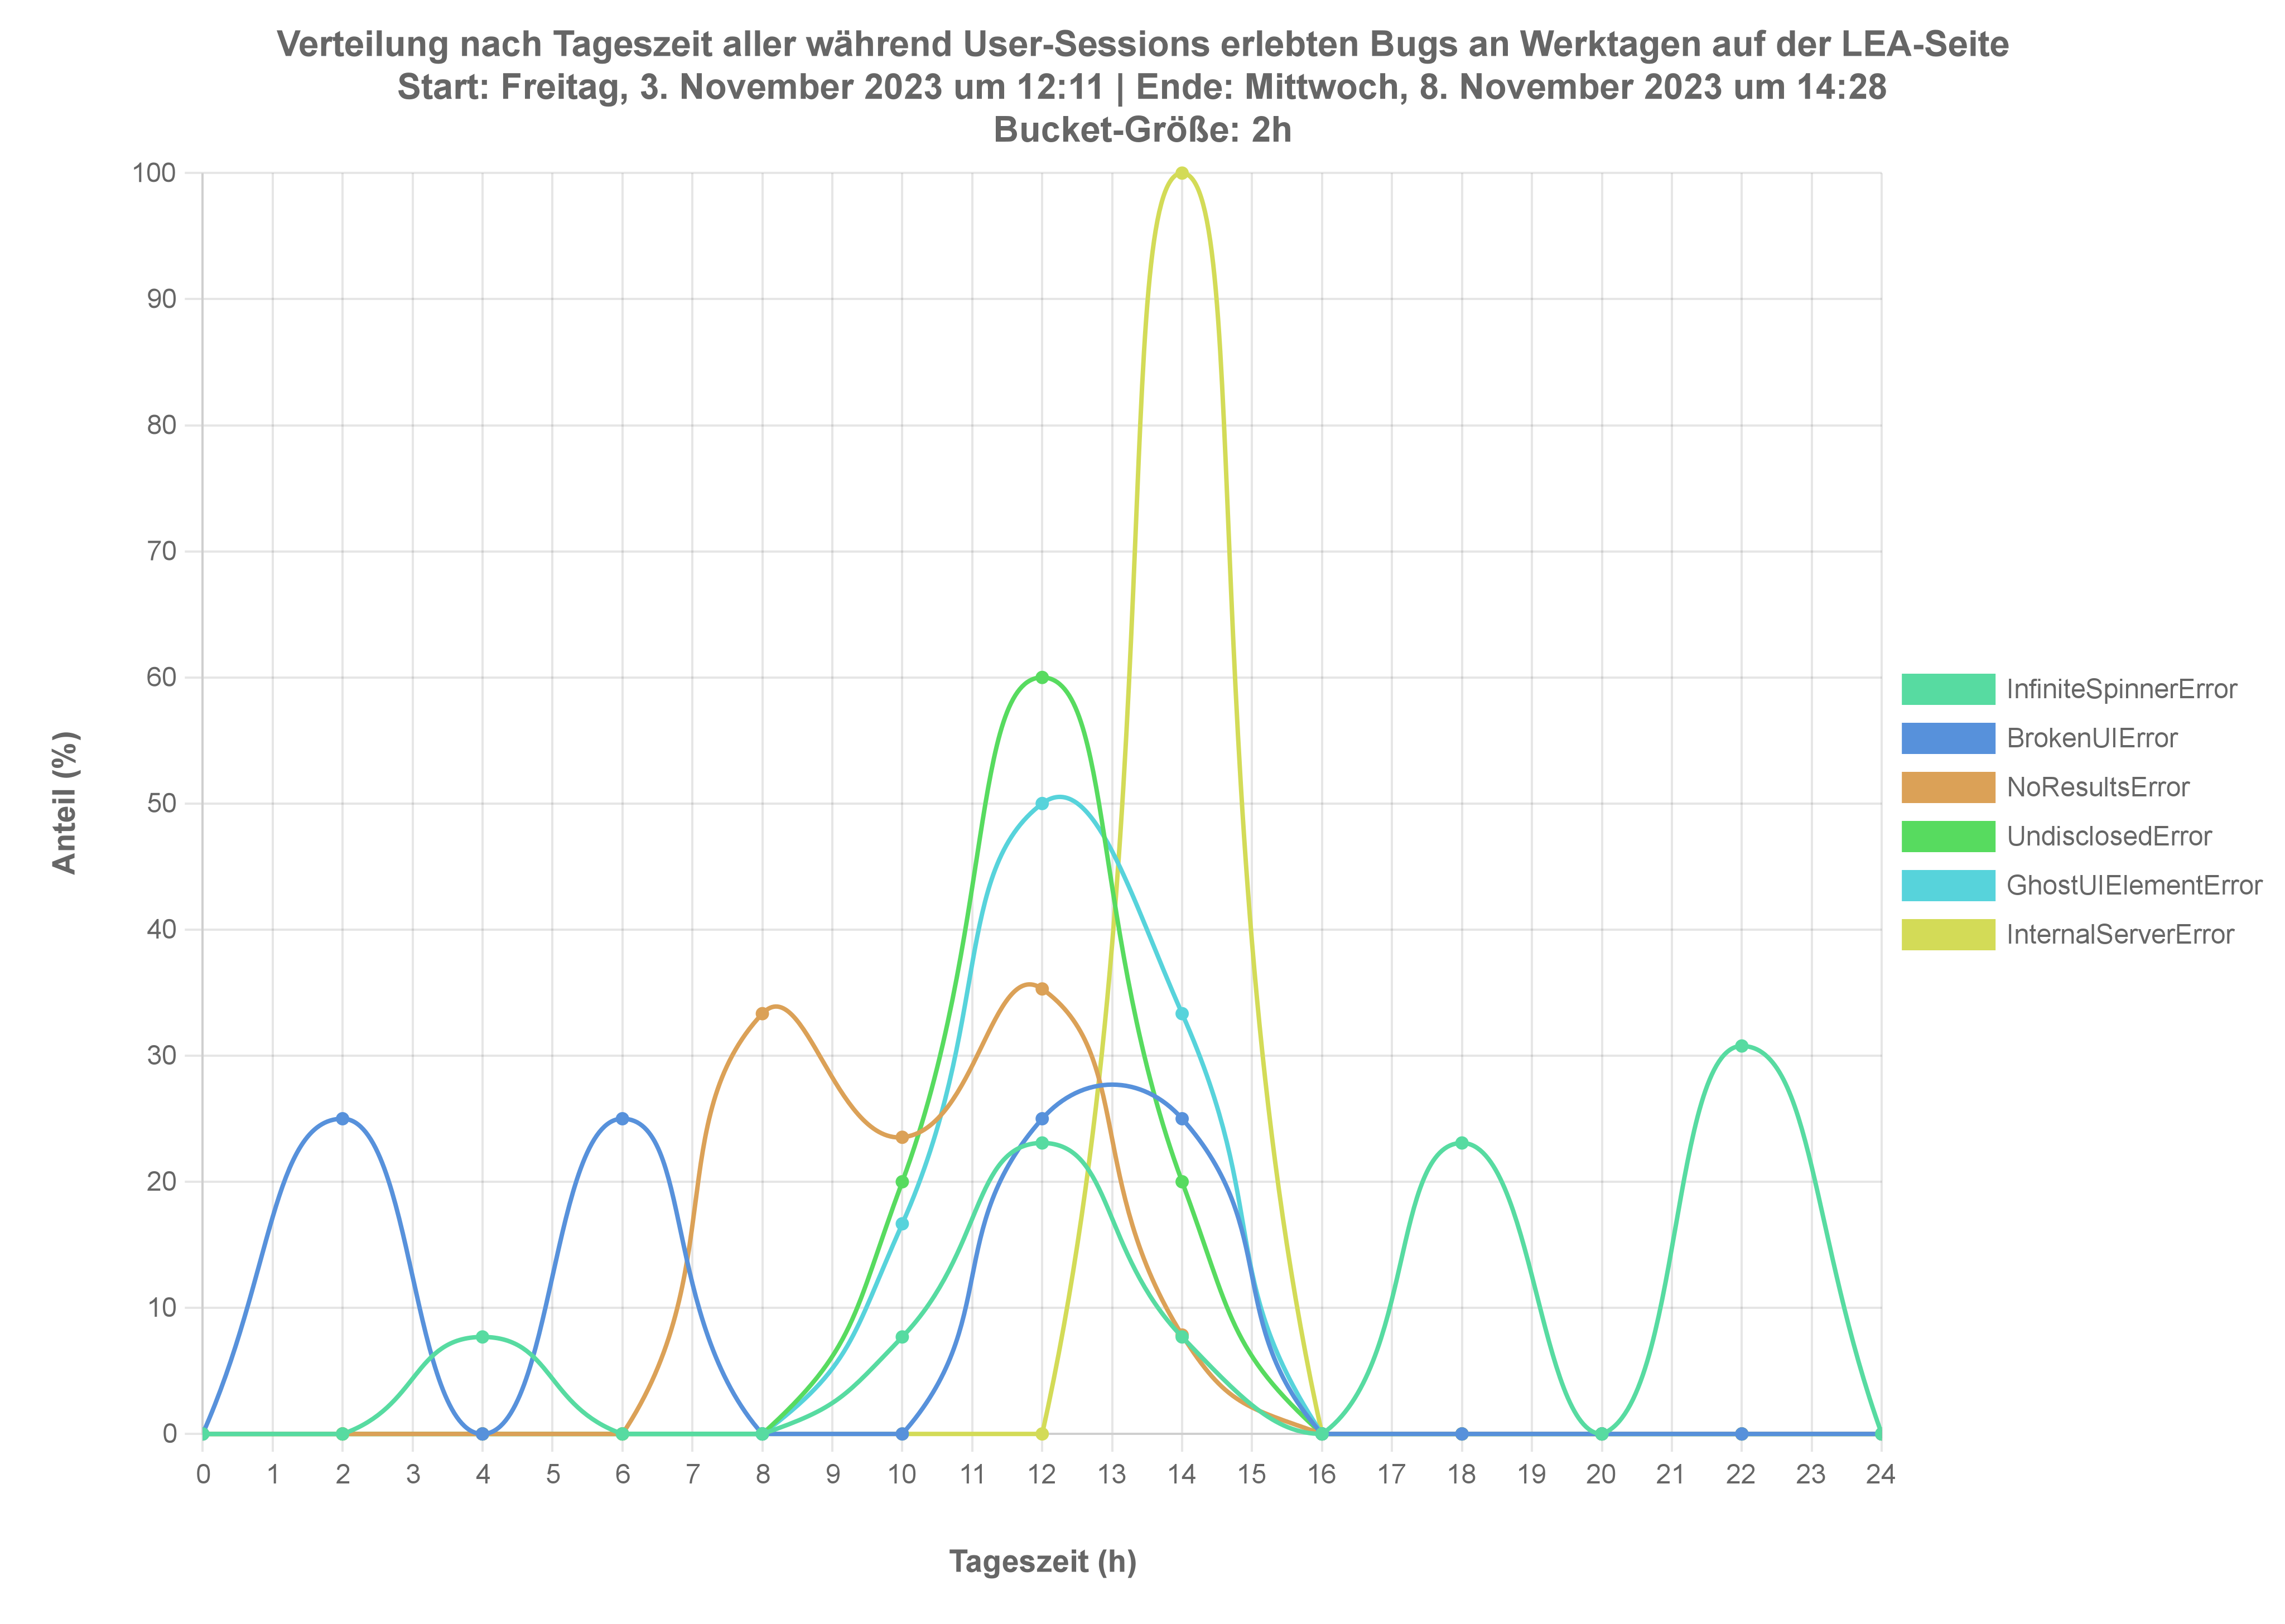 Verteilung nach Tageszeit aller während User-Sessions erlebten Bugs an Werktagen auf der LEA-Seite
Start: Freitag, 3. November 2023 um 12:11 | Ende: Mittwoch, 8. November 2023 um 14:28
Bucket-Größe: 2h
100
90
80
70
60
50
40
30
20
10
0
Anteil (%)
0 1 2 3 4 5 6 7 8 9 10 11 12 13 14 15 16 17 18 19 20 21 22 23 24
Tageszeit (h)
InfiniteSpinnerError
BrokenUIError
NoResultsError
UndisclosedError
GhostUIElementError
InternalServerError